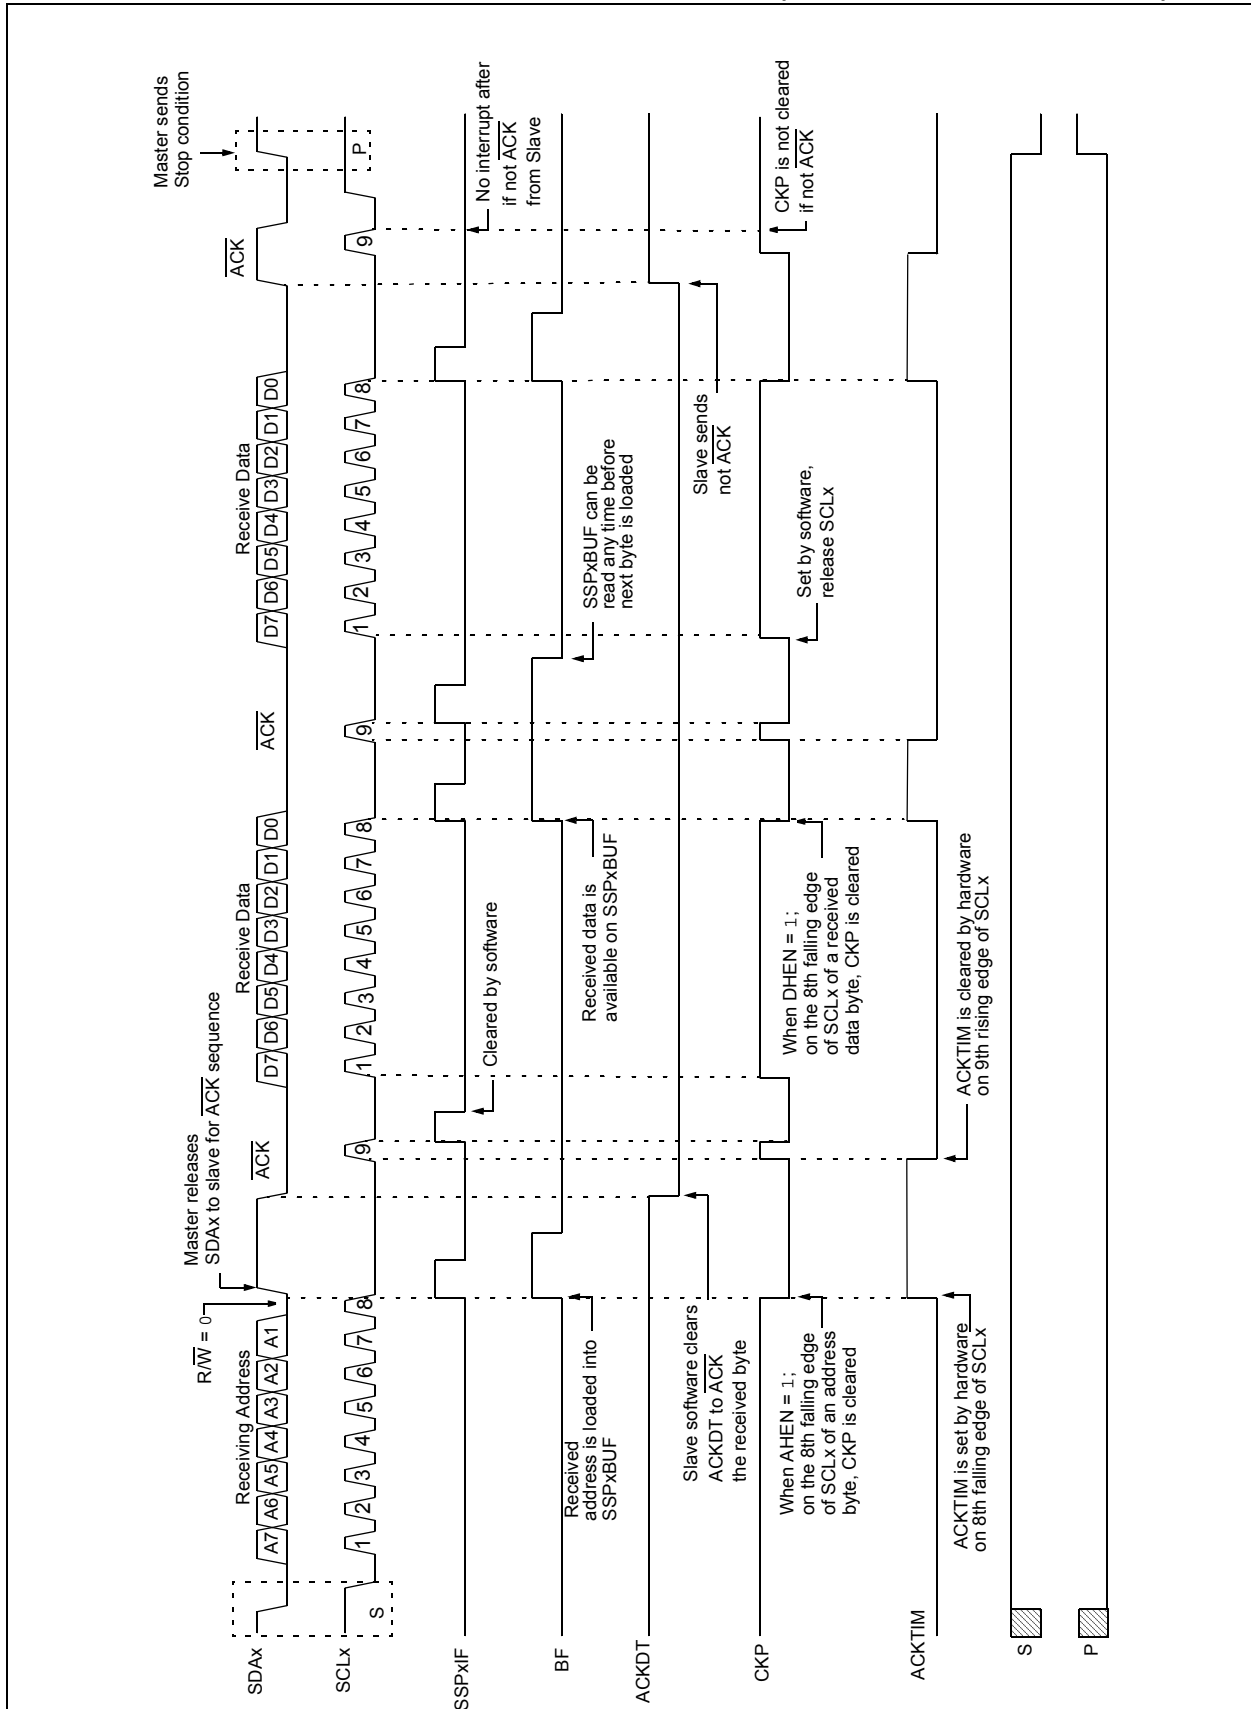 Master sends
Stop condition
Master releases
SDAx to slave for ACK sequence
R/W = 0
Receiving Address
Receive Data
Receive Data
ACK
ACK
ACK
SDAx
A7 A6 A5 A4 A3 A2 A1
D7 D6 D5 D4 D3 D2 D1 D0
D7 D6 D5 D4 D3 D2 D1 D0
SCLx
S
1 2 3 4 5 6 7 8 9
1 2 3 4 5 6 7 8 9
1 2 3 4 5 6 7 8 9
P
SSPxIF
Cleared by software
No interrupt after
if not ACK
from Slave
BF
Received
address is loaded into
SSPxBUF
Received data is
available on SSPxBUF
SSPxBUF can be
read any time before
next byte is loaded
ACKDT
Slave software clears
ACKDT to ACK
the received byte
Slave sends
not ACK
CKP
When AHEN = 1;
on the 8th falling edge
of SCLx of an address
byte, CKP is cleared
When DHEN = 1;
on the 8th falling edge
of SCLx of a received
data byte, CKP is cleared
Set by software,
release SCLx
CKP is not cleared
if not ACK
ACKTIM
ACKTIM is set by hardware
on 8th falling edge of SCLx
ACKTIM is cleared by hardware
on 9th rising edge of SCLx
S
P